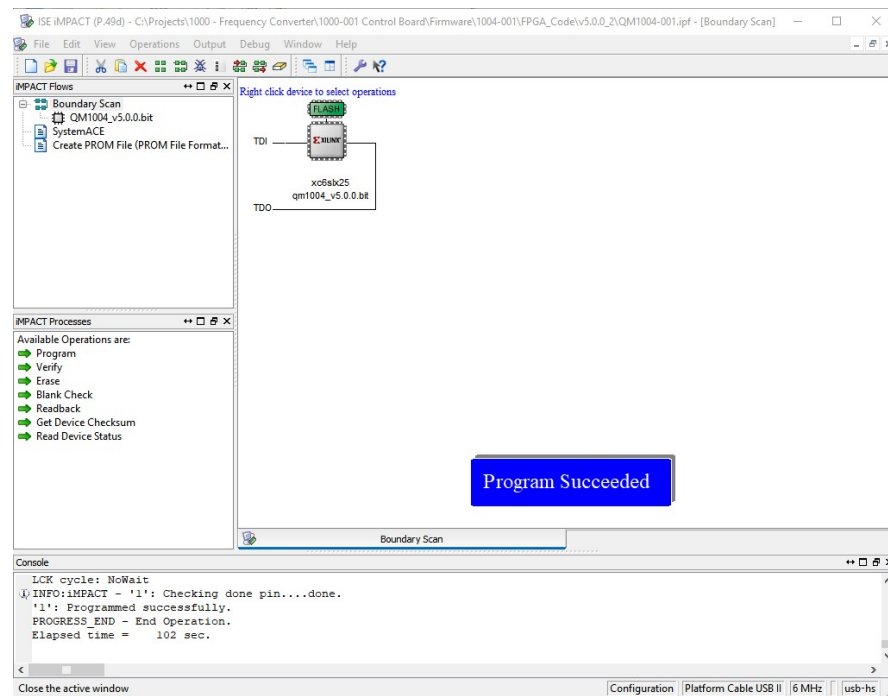 ISE iMPACT (P.49d) - C:\Projects\1000 - Frequency Converter\1000-001 Control Board\Firmware\1004-001\FPGA_Code\v5.0.0_2\QM1004-001.ipf - [Boundary Scan]
File Edit View Operations Output Debug Window Help
iMPACT Flows
Boundary Scan
QM1004_v5.0.0.bit
SystemACE
Create PROM File (PROM File Format...
Right click device to select operations
FLASH
TDI
XILINX
xc6slx25
qm1004_v5.0.0.bit
TDO
iMPACT Processes
Available Operations are:
Program
Verify
Erase
Blank Check
Readback
Get Device Checksum
Read Device Status
Program Succeeded
Boundary Scan
Console
LCK cycle: NoWait
INFO:iMPACT - '1': Checking done pin....done.
'1': Programmed successfully.
PROGRESS_END - End Operation.
Elapsed time =    102 sec.
Close the active window
Configuration Platform Cable USB II 6 MHz usb-hs